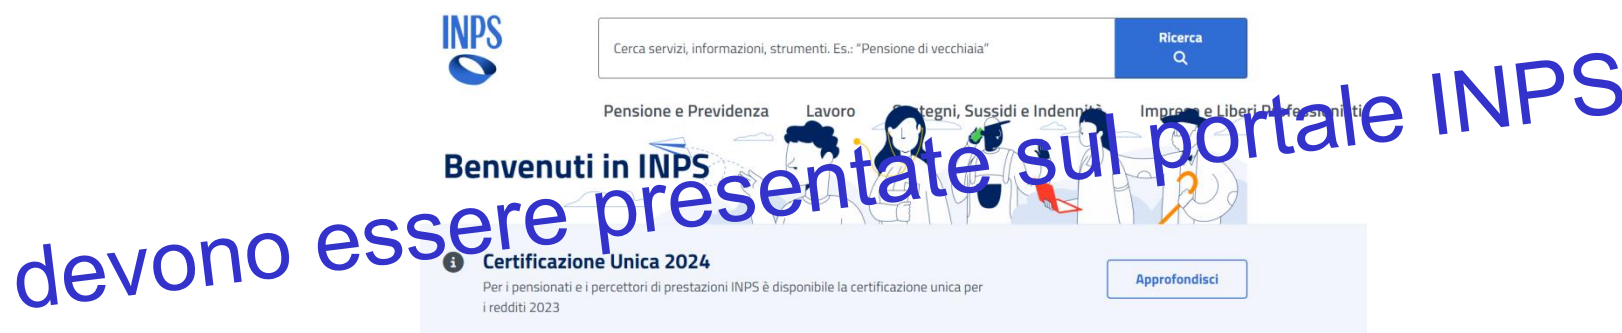 INPS
Cerca servizi, informazioni, strumenti. Es.: "Pensione di vecchiaia"
Ricerca
Pensione e Previdenza Lavoro Sostegni, Sussidi e Indennità Imprese e Liberi Professionisti
Benvenuti in INPS
devono essere presentate sul portale INPS
Certificazione Unica 2024
Per i pensionati e i percettori di prestazioni INPS è disponibile la certificazione unica per
i redditi 2023
Approfondisci